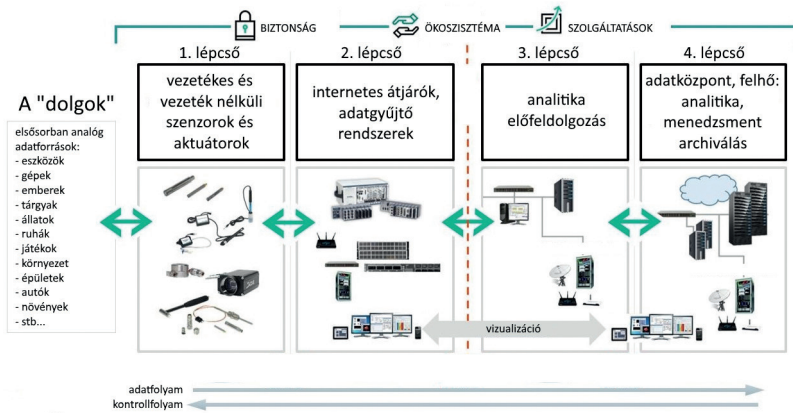 BIZTONSÁG
ÖKOSZISZTÉMA
SZOLGÁLTATÁSOK
1. lépcső
2. lépcső
3. lépcső
4. lépcső
vezetékes és
vezeték nélküli
szenzorok és
aktuátorok
internetes átjárók,
adatgyűjtő
rendszerek
analitika
előfeldolgozás
adatközpont, felhő:
analitika,
menedzsment
archiválás
A "dolgok"
elsősorban analóg
adatforrások:
- eszközök
- gépek
- emberek
- tárgyak
- állatok
- ruhák
- játékok
- környezet
- épületek
- autók
- növények
- stb...
vizualizáció
adatfolyam
kontrollfolyam